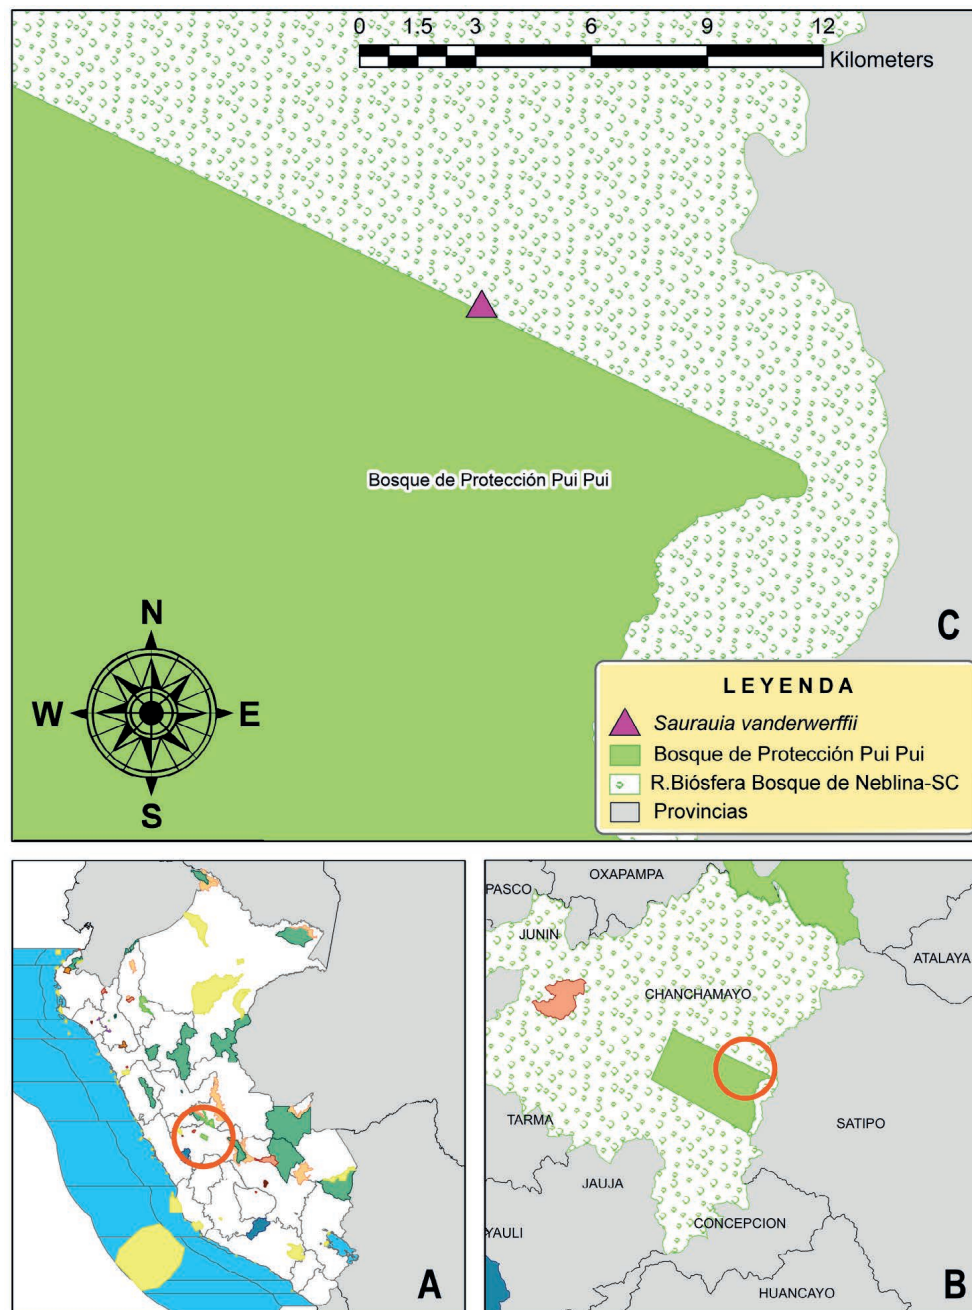 0 1.5 3 6 9 12
Kilometers
Bosque de Protección Pui Pui
N
W E
S
C
LEYENDA
Saurauia vanderwerffii
Bosque de Protección Pui Pui
R.Biósfera Bosque de Neblina-SC
Provincias
A
PASCO
OXAPAMPA
JUNIN
ATALAYA
CHANCHAMAYO
TARMA
SATIPO
JAUJA
YAULI
CONCEPCION
HUANCAYO
B